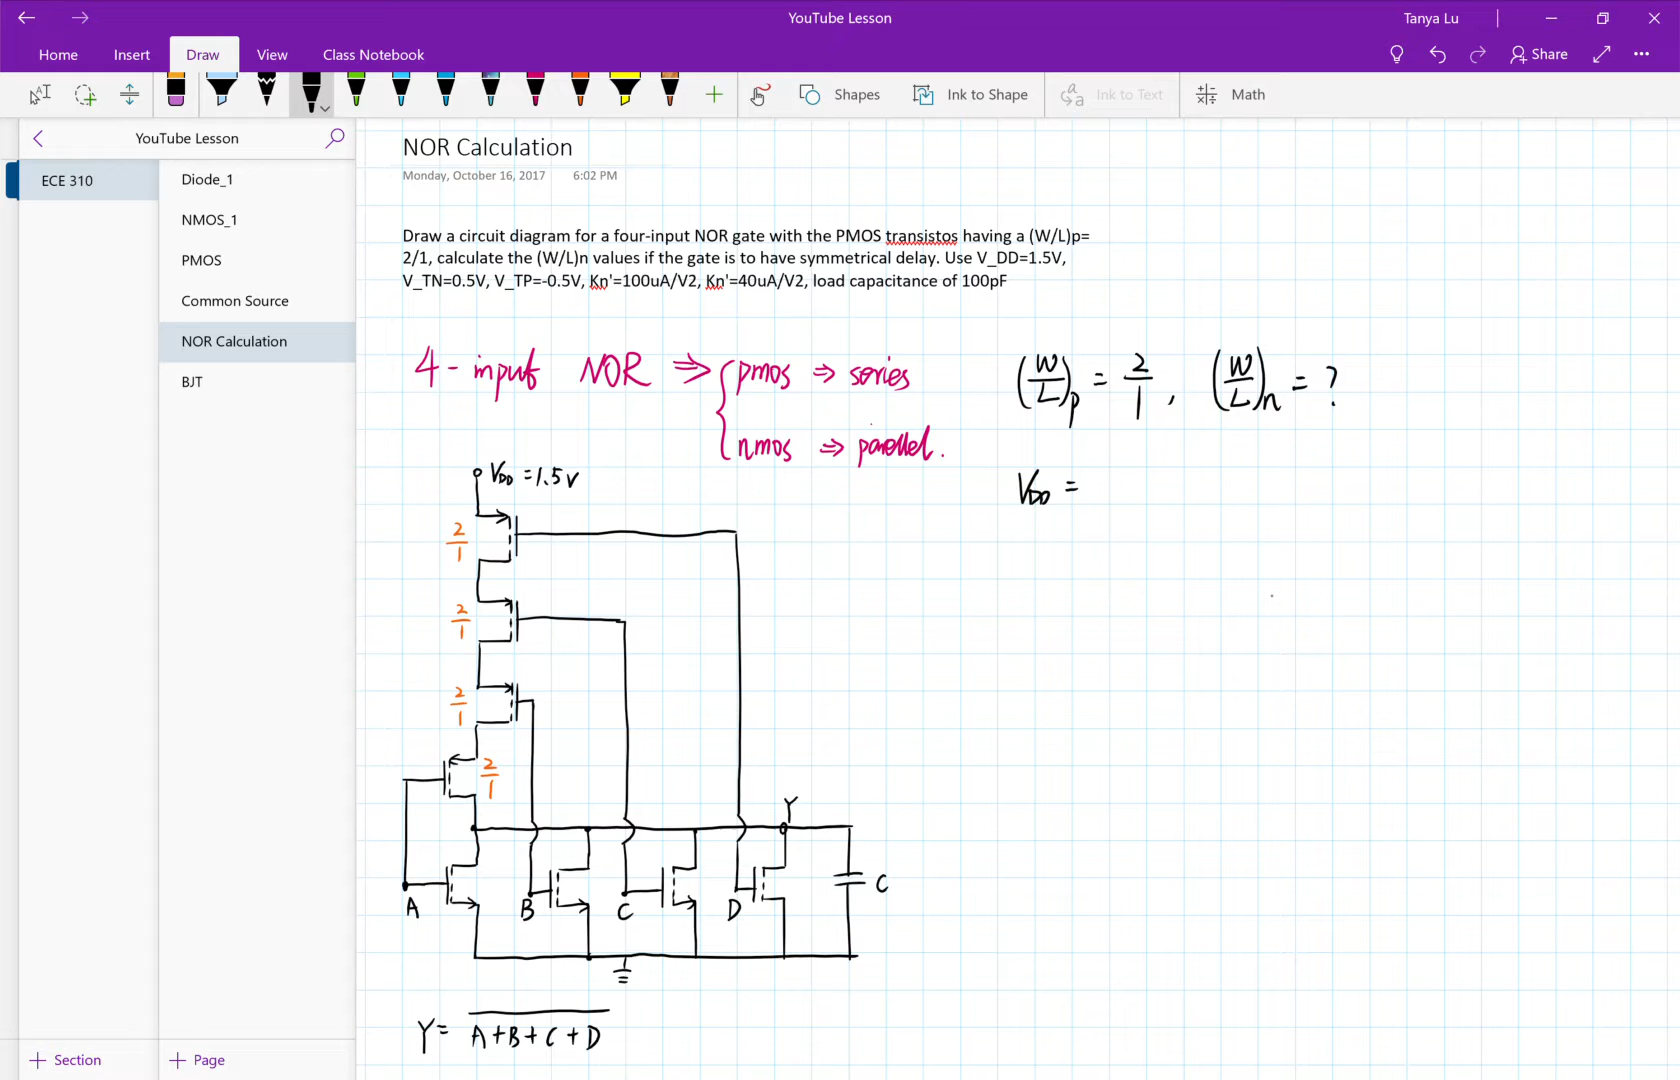 YouTube Lesson
Tanya Lu
Home Insert Draw View Class Notebook
Share
Shapes Ink to Shape Ink to Text Math
YouTube Lesson
ECE 310
Diode_1
NMOS_1
PMOS
Common Source
NOR Calculation
BJT
+ Section
+ Page
NOR Calculation
Monday, October 16, 2017 6:02 PM
Draw a circuit diagram for a four-input NOR gate with the PMOS transistos having a (W/L)p=
2/1, calculate the (W/L)n values if the gate is to have symmetrical delay. Use V_DD=1.5V,
V_TN=0.5V, V_TP=-0.5V, Kn'=100uA/V2, Kn'=40uA/V2, load capacitance of 100pF
4-input NOR ⇒ { pmos ⇒ series
nmos ⇒ parallel.
(W/L)p = 2/1, (W/L)n = ?
VDD =
VDD = 1.5V
2/1
2/1
2/1
2/1
Y
A B C D C
Y = \overline{A+B+C+D}